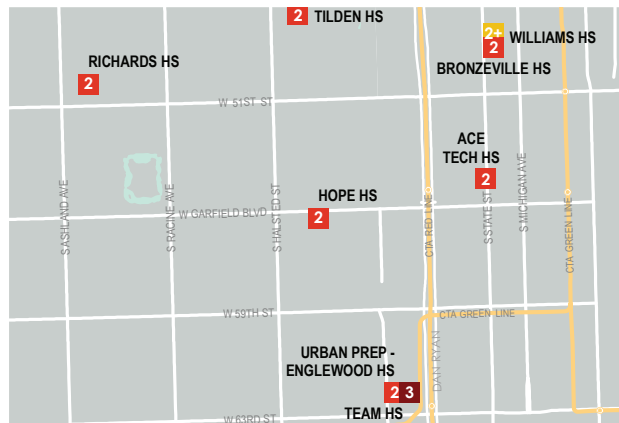 2 TILDEN HS
2+ WILLIAMS HS
2
BRONZEVILLE HS
RICHARDS HS
2
W 51ST ST
ACE
TECH HS
2
HOPE HS
2
W GARFIELD BLVD
S ASHLAND AVE
S RACINE AVE
S HALSTED ST
CTA RED LINE
S STATE ST
S MICHIGAN AVE
CTA GREEN LINE
W 59TH ST
CTA GREEN LINE
DAN RYAN
URBAN PREP -
ENGLEWOOD HS
2 3
TEAM HS
W 63RD ST